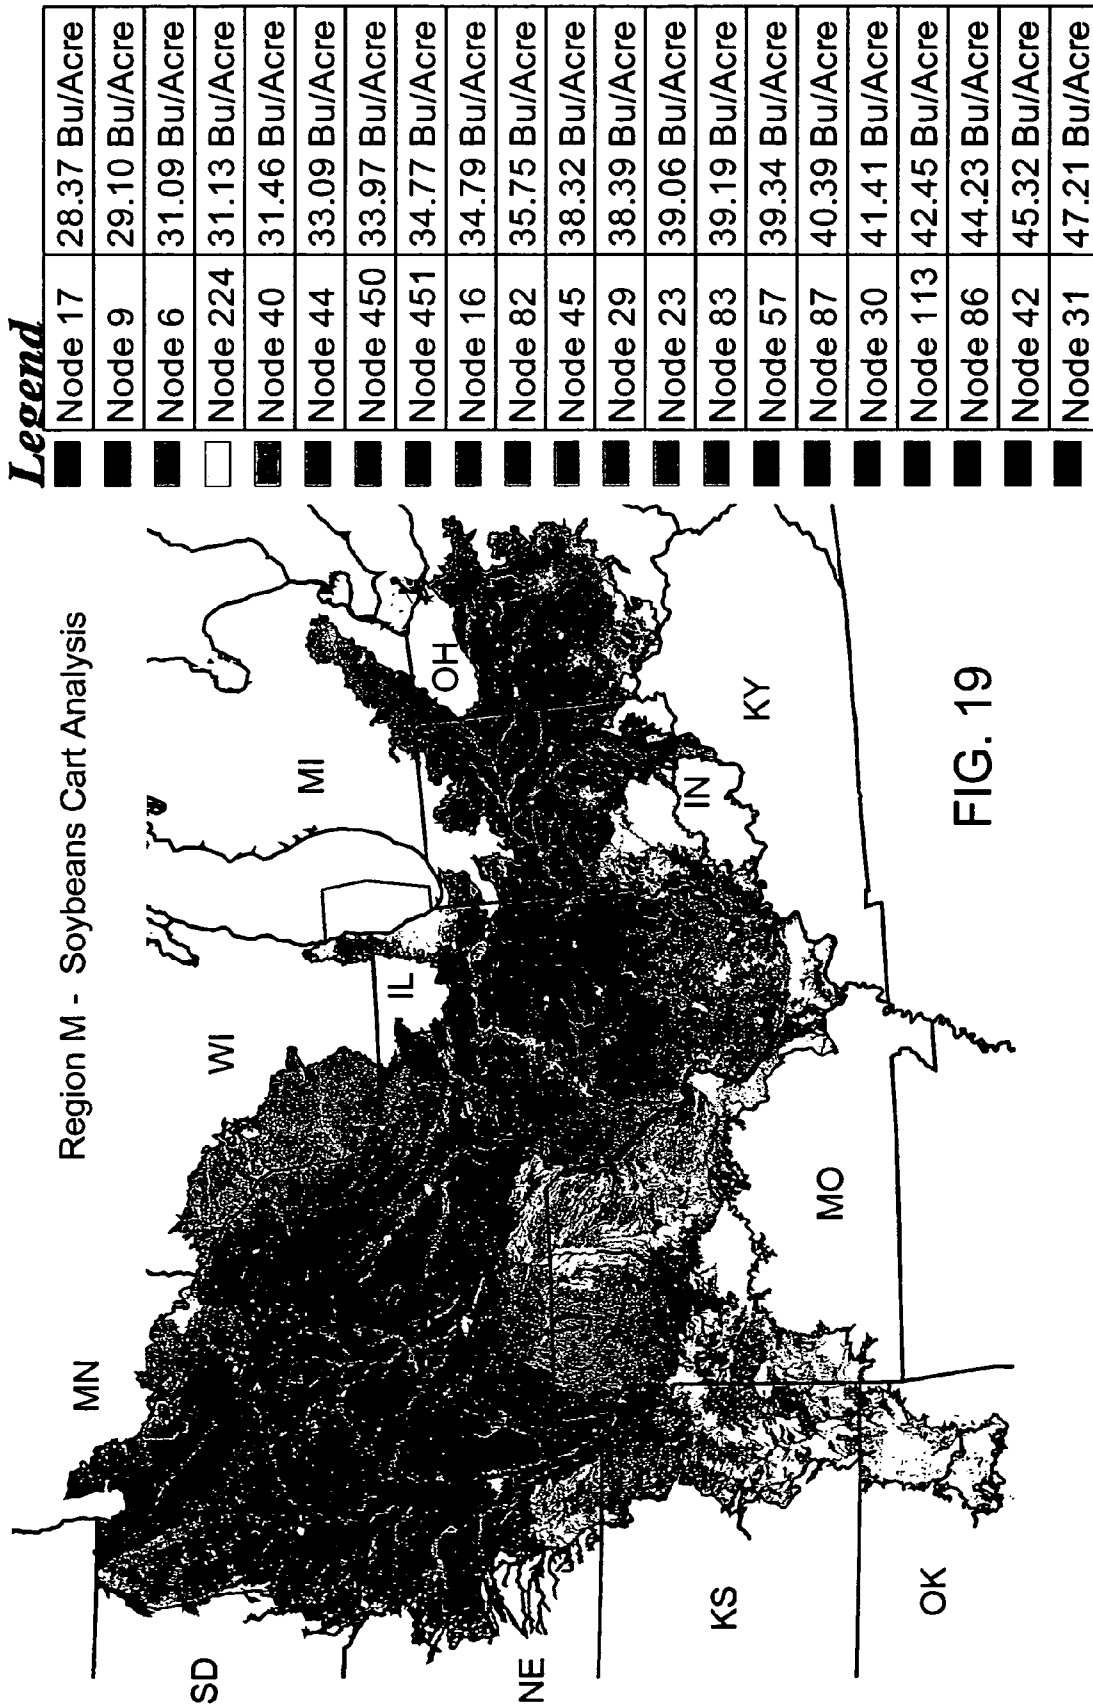 Region M - Soybeans Cart Analysis
Legend
Node 17 28.37 Bu/Acre
Node 9 29.10 Bu/Acre
Node 6 31.09 Bu/Acre
Node 224 31.13 Bu/Acre
Node 40 31.46 Bu/Acre
Node 44 33.09 Bu/Acre
Node 450 33.97 Bu/Acre
Node 451 34.77 Bu/Acre
Node 16 34.79 Bu/Acre
Node 82 35.75 Bu/Acre
Node 45 38.32 Bu/Acre
Node 29 38.39 Bu/Acre
Node 23 39.06 Bu/Acre
Node 83 39.19 Bu/Acre
Node 57 39.34 Bu/Acre
Node 87 40.39 Bu/Acre
Node 30 41.41 Bu/Acre
Node 113 42.45 Bu/Acre
Node 86 44.23 Bu/Acre
Node 42 45.32 Bu/Acre
Node 31 47.21 Bu/Acre
MN
WI
MI
SD
IL
OH
NE
IN
KS
MO
KY
OK
FIG. 19